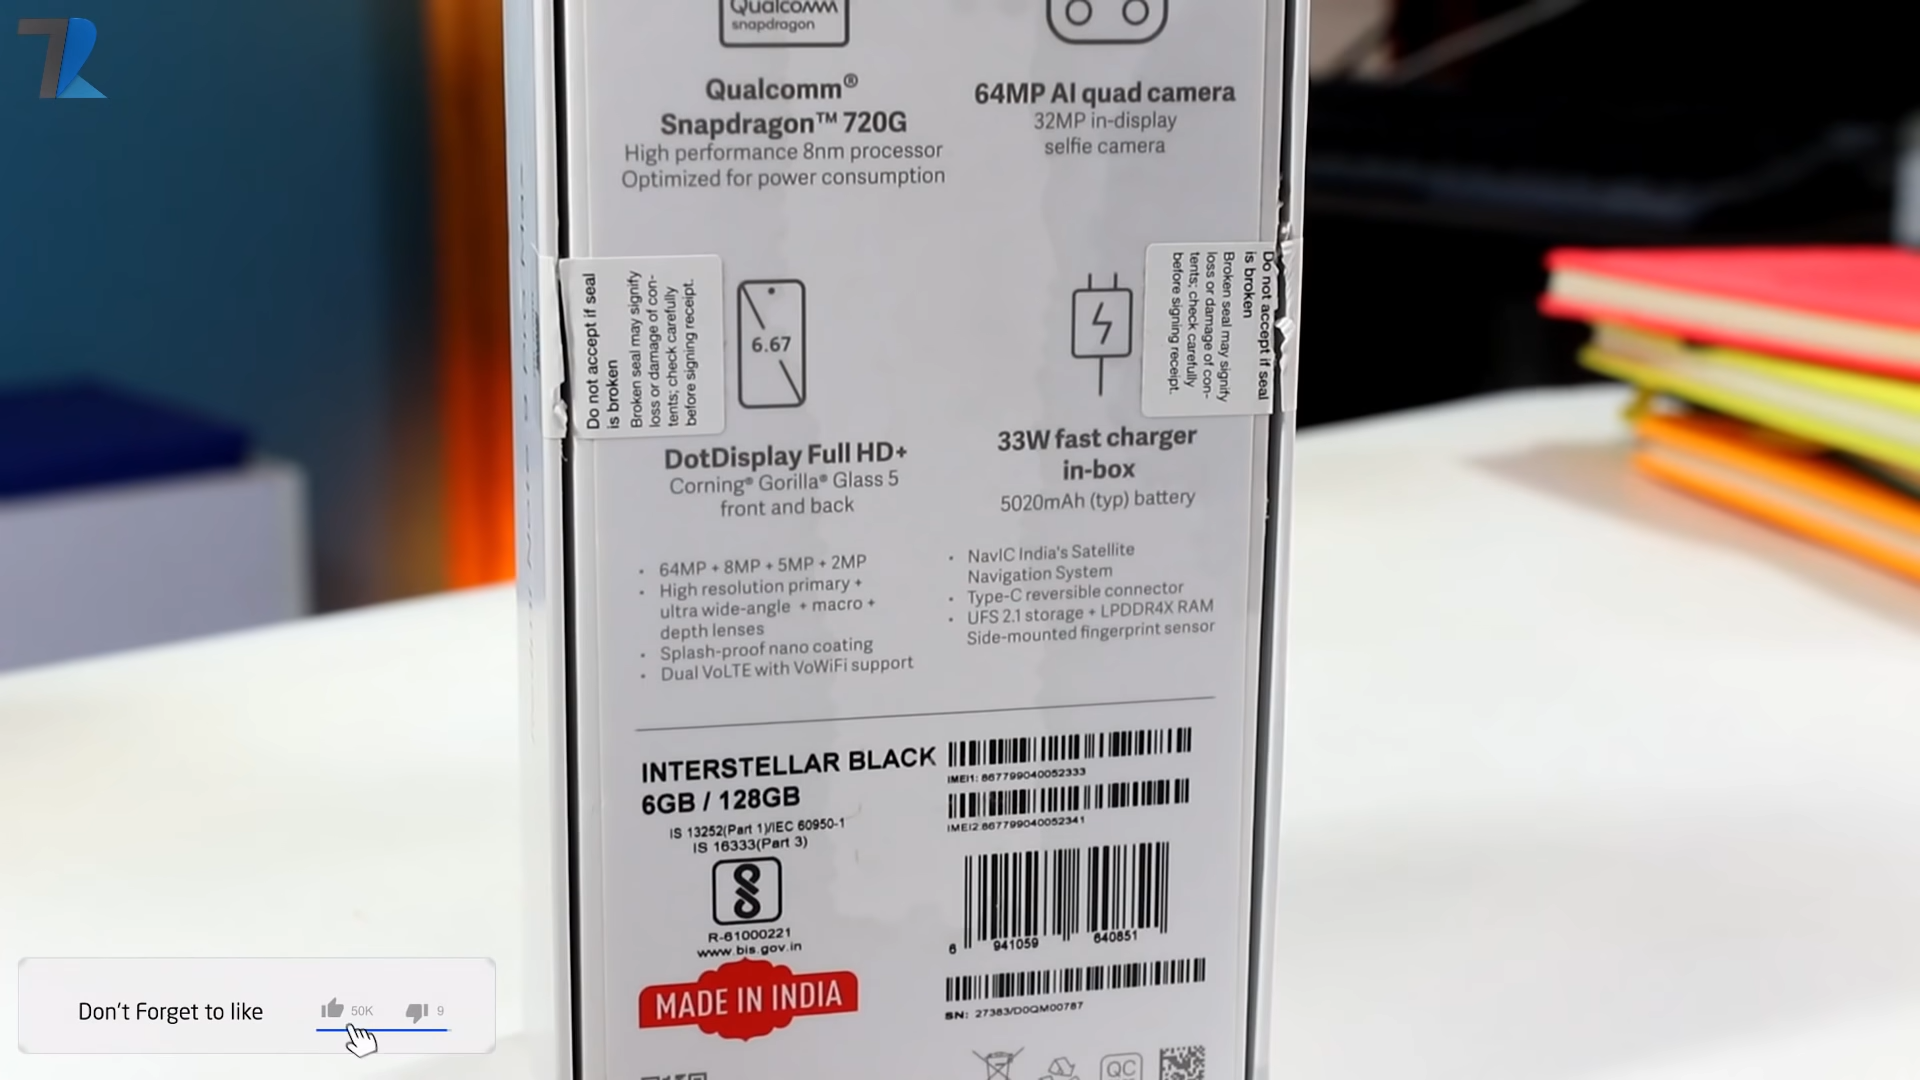 Qualcomm
snapdragon
Qualcomm®
Snapdragon™ 720G
High performance 8nm processor
Optimized for power consumption
64MP AI quad camera
32MP in-display
selfie camera
Do not accept if seal
is broken
Broken seal may signify
loss or damage of con-
tents; check carefully
before signing receipt.
6.67
Do not accept if seal
is broken
Broken seal may signify
loss or damage of con-
tents; check carefully
before signing receipt.
DotDisplay Full HD+
Corning® Gorilla® Glass 5
front and back
33W fast charger
in-box
5020mAh (typ) battery
• 64MP + 8MP + 5MP + 2MP
• High resolution primary +
ultra wide-angle + macro +
depth lenses
• Splash-proof nano coating
• Dual VoLTE with VoWiFi support
• NavIC India's Satellite
Navigation System
• Type-C reversible connector
• UFS 2.1 storage + LPDDR4X RAM
Side-mounted fingerprint sensor
INTERSTELLAR BLACK
6GB / 128GB
IS 13252(Part 1)/IEC 60950-1
IS 16333(Part 3)
R-61000221
www.bis.gov.in
MADE IN INDIA
IMEI1: 867799040052333
IMEI2:867799040052341
6 941059 640851
SN: 27383/D0QM00787
QC
Don't Forget to like
50K
9